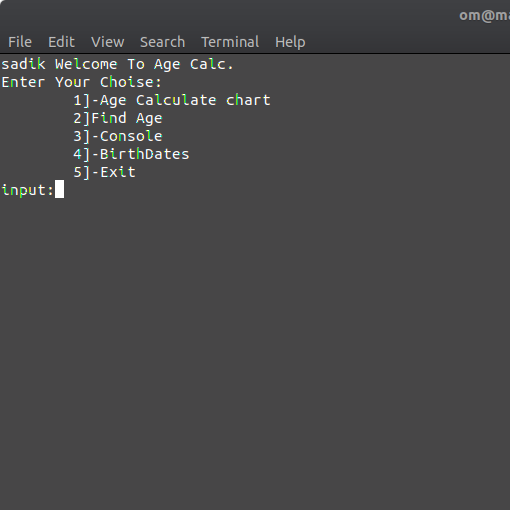 om@ma
File Edit View Search Terminal Help
sadik Welcome To Age Calc.
Enter Your Choise:
1]-Age Calculate chart
2]Find Age
3]-Console
4]-BirthDates
5]-Exit
input: